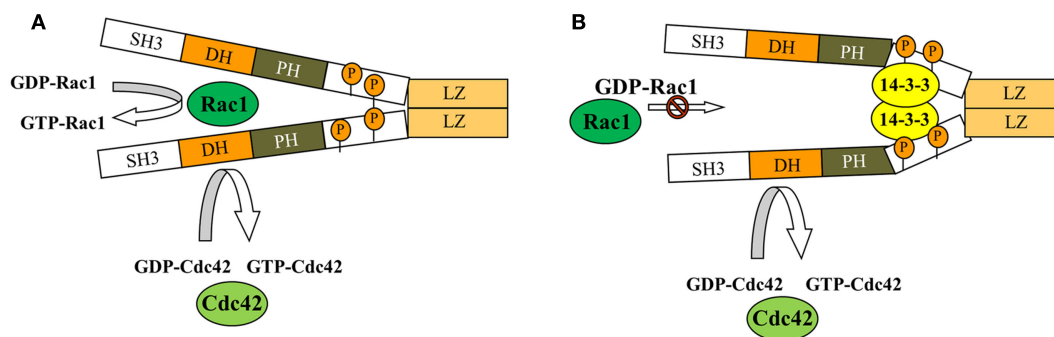 A
SH3 DH PH P P LZ
GDP-Rac1
Rac1
GTP-Rac1
SH3 DH PH P P LZ
GDP-Cdc42 GTP-Cdc42
Cdc42
B
SH3 DH PH P P
GDP-Rac1
Rac1
14-3-3
14-3-3
LZ
LZ
SH3 DH PH P P
GDP-Cdc42 GTP-Cdc42
Cdc42